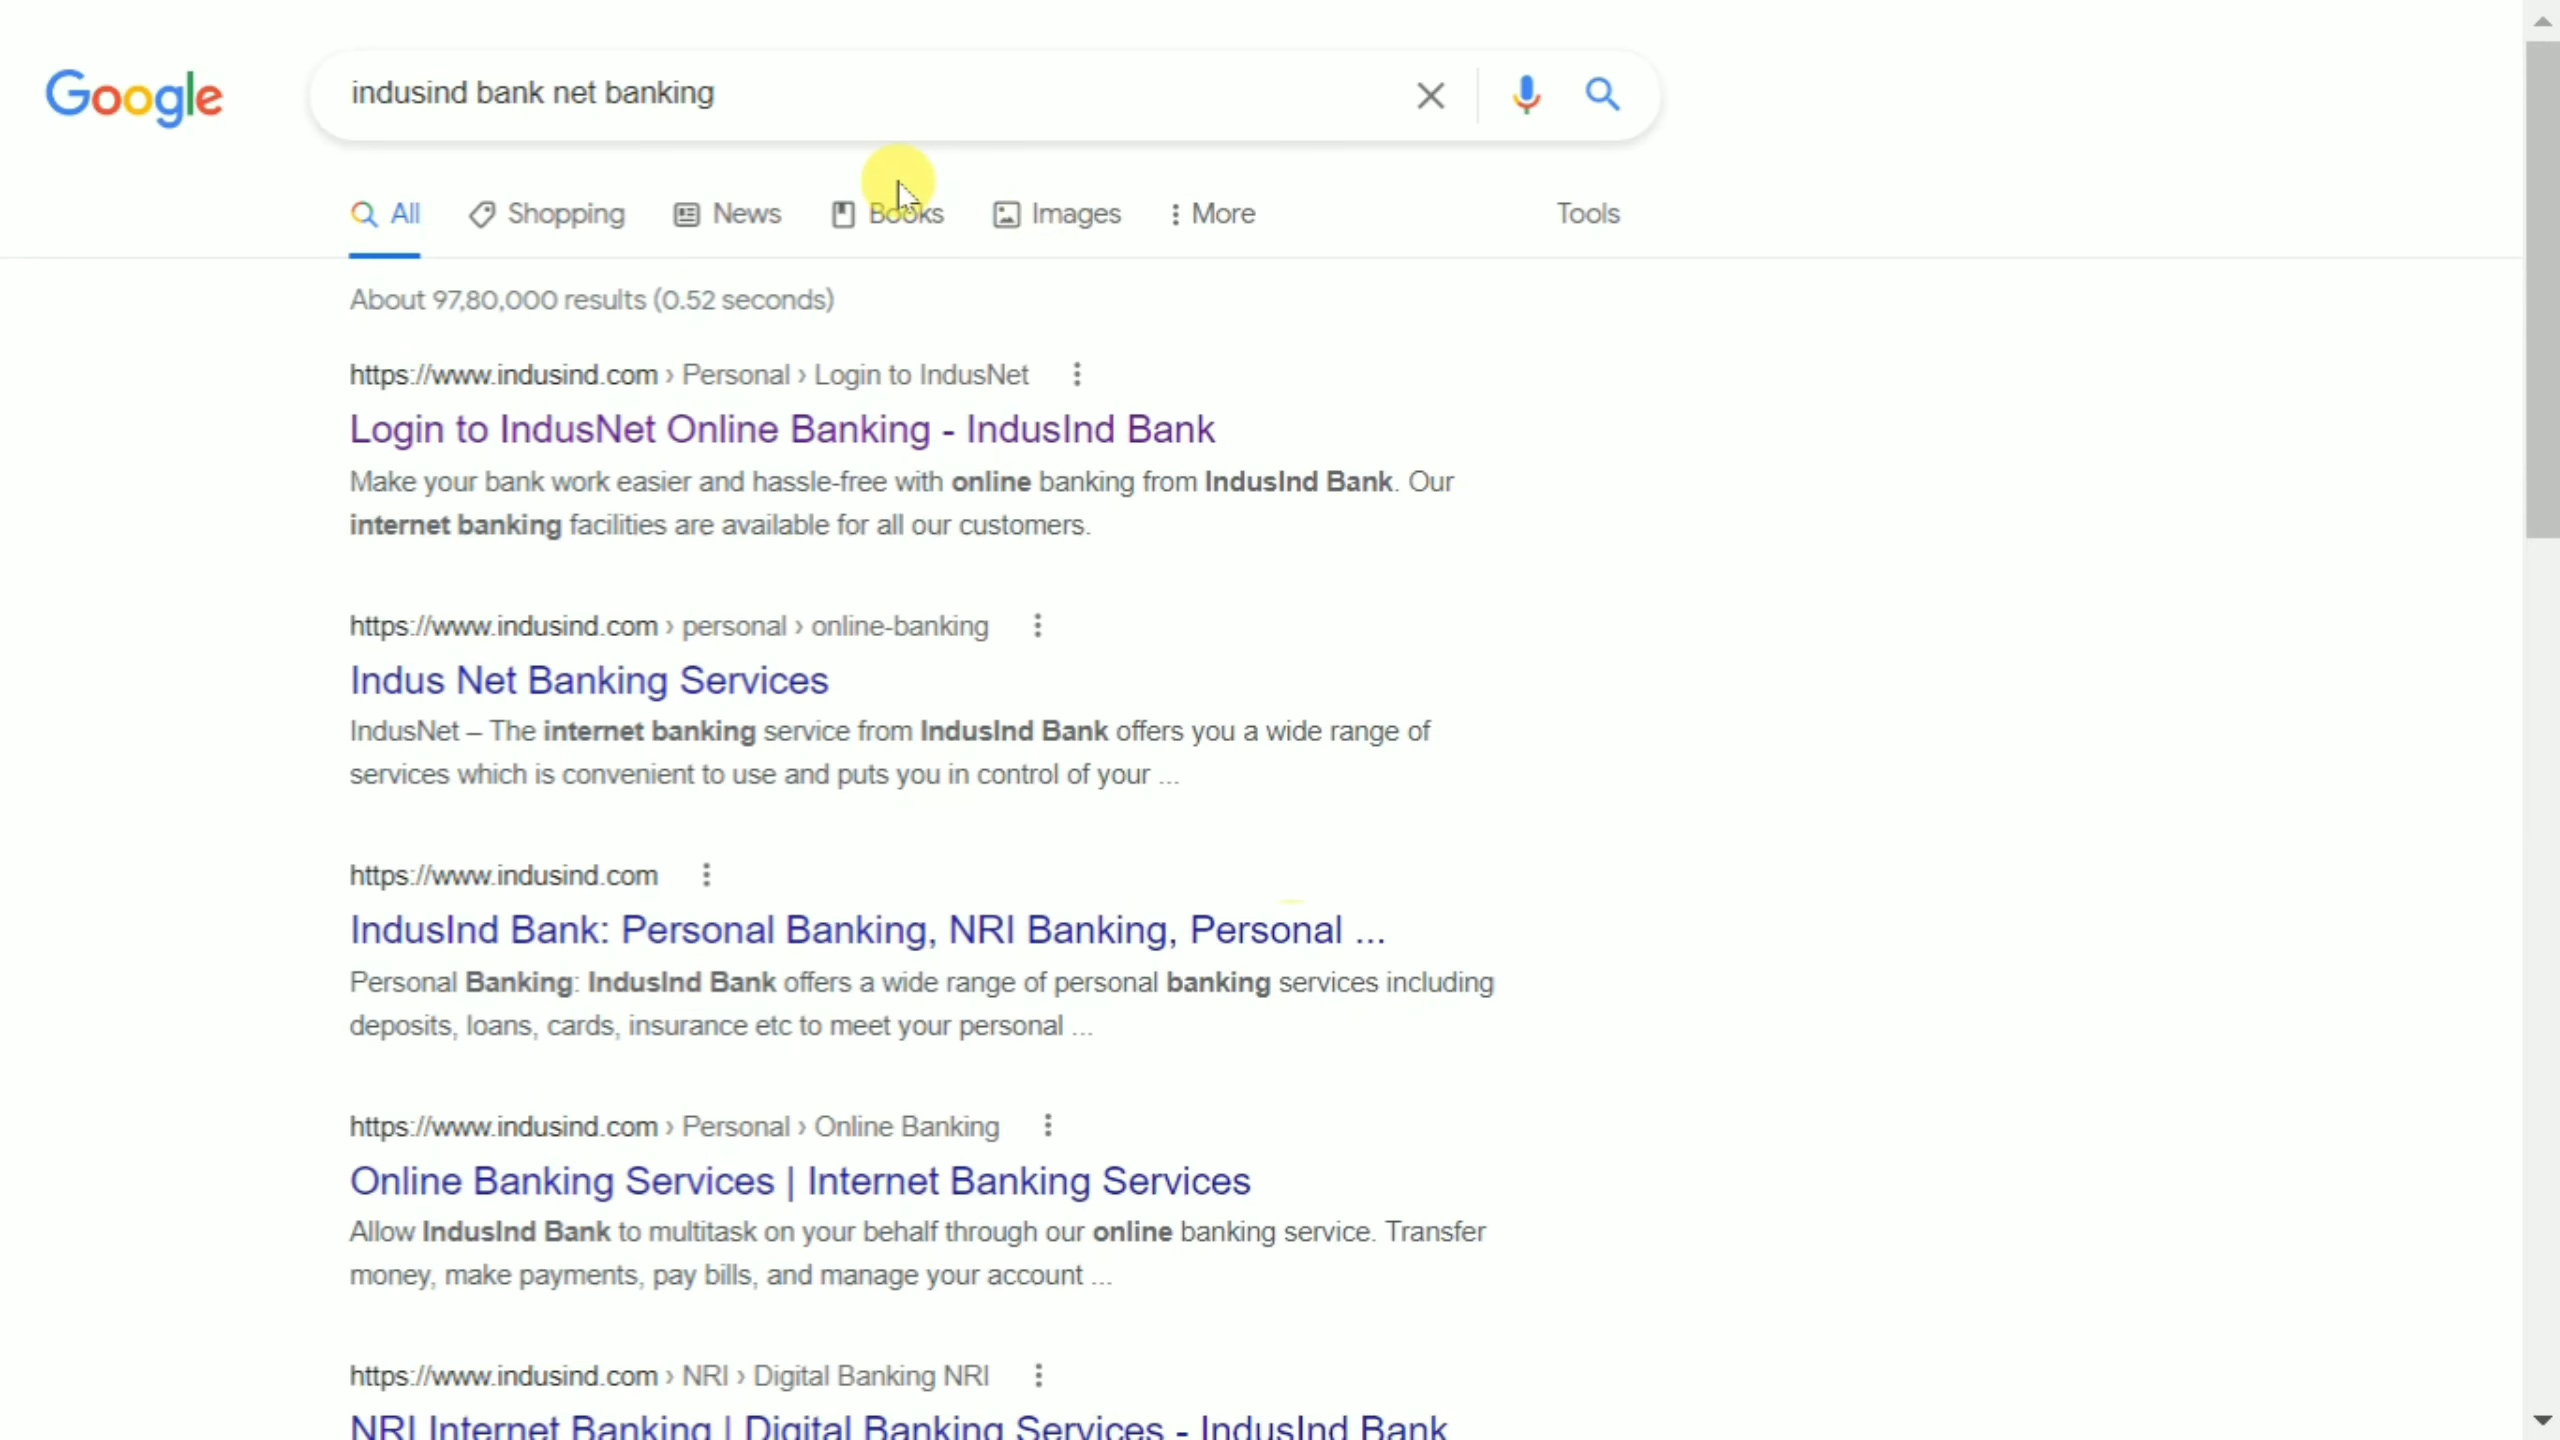 Google
indusind bank net banking
All Shopping News Books Images More Tools
About 97,80,000 results (0.52 seconds)
https://www.indusind.com › Personal › Login to IndusNet
Login to IndusNet Online Banking - IndusInd Bank
Make your bank work easier and hassle-free with online banking from IndusInd Bank. Our
internet banking facilities are available for all our customers.
https://www.indusind.com › personal › online-banking
Indus Net Banking Services
IndusNet – The internet banking service from IndusInd Bank offers you a wide range of
services which is convenient to use and puts you in control of your ...
https://www.indusind.com
IndusInd Bank: Personal Banking, NRI Banking, Personal ...
Personal Banking: IndusInd Bank offers a wide range of personal banking services including
deposits, loans, cards, insurance etc to meet your personal ...
https://www.indusind.com › Personal › Online Banking
Online Banking Services | Internet Banking Services
Allow IndusInd Bank to multitask on your behalf through our online banking service. Transfer
money, make payments, pay bills, and manage your account ...
https://www.indusind.com › NRI › Digital Banking NRI
NRI Internet Banking | Digital Banking Services - IndusInd Bank